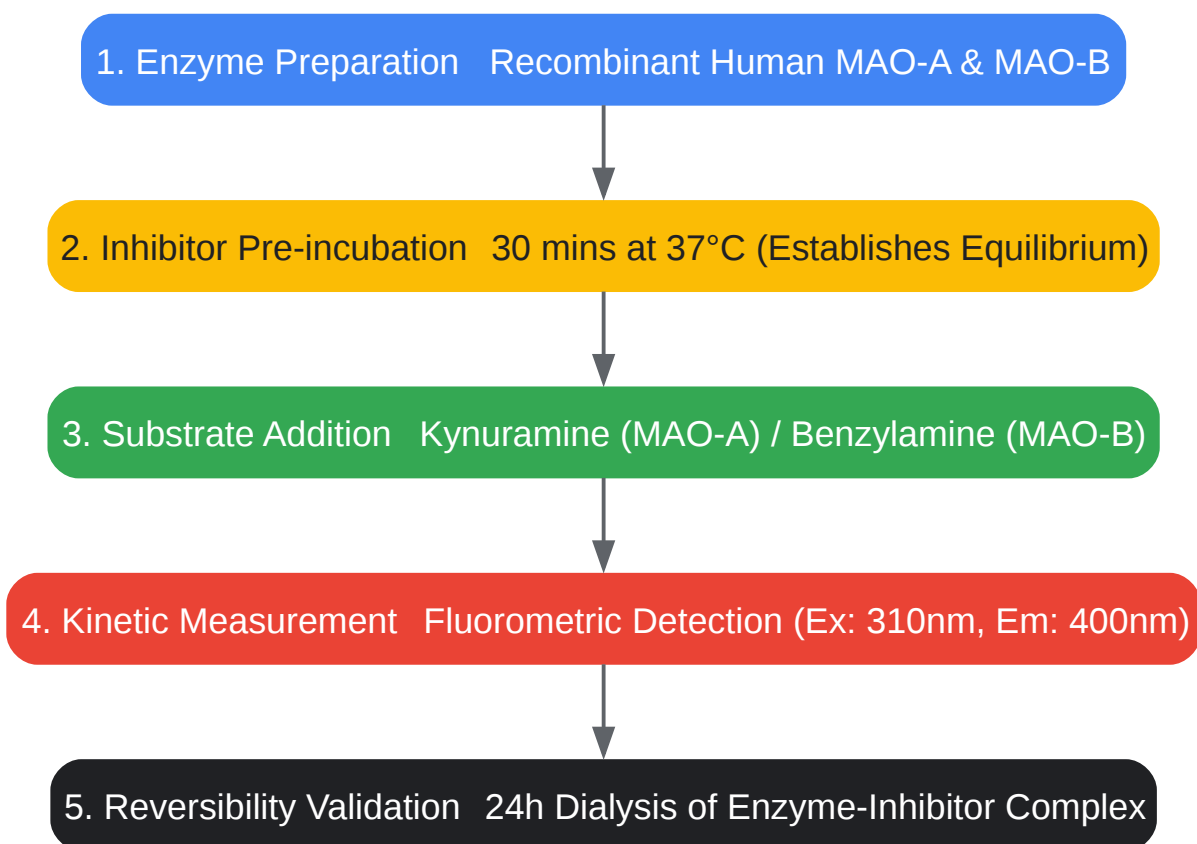 1. Enzyme Preparation Recombinant Human MAO-A & MAO-B
2. Inhibitor Pre-incubation 30 mins at 37°C (Establishes Equilibrium)
3. Substrate Addition Kynuramine (MAO-A) / Benzylamine (MAO-B)
4. Kinetic Measurement Fluorometric Detection (Ex: 310nm, Em: 400nm)
5. Reversibility Validation 24h Dialysis of Enzyme-Inhibitor Complex